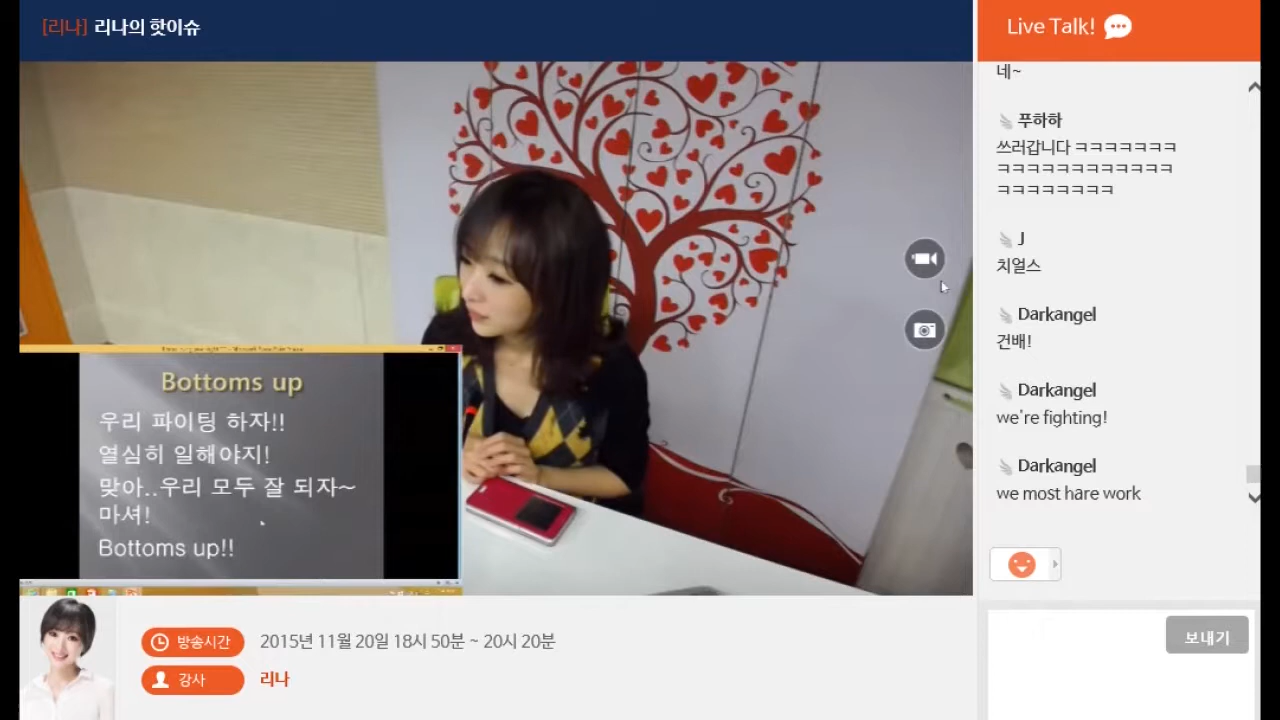 [리나] 리나의 핫이슈
Live Talk!
네~
푸하하
쓰러갑니다 ㅋㅋㅋㅋㅋㅋㅋ
ㅋㅋㅋㅋㅋㅋㅋㅋㅋㅋㅋㅋ
ㅋㅋㅋㅋㅋㅋㅋㅋ
J
치얼스
Darkangel
건배!
Darkangel
we're fighting!
Darkangel
we most hare work
Bottoms up
우리 파이팅 하자!!
열심히 일해야지!
맞아..우리 모두 잘 되자~
마셔!
Bottoms up!!
보내기
방송시간 2015년 11월 20일 18시 50분 ~ 20시 20분
강사 리나